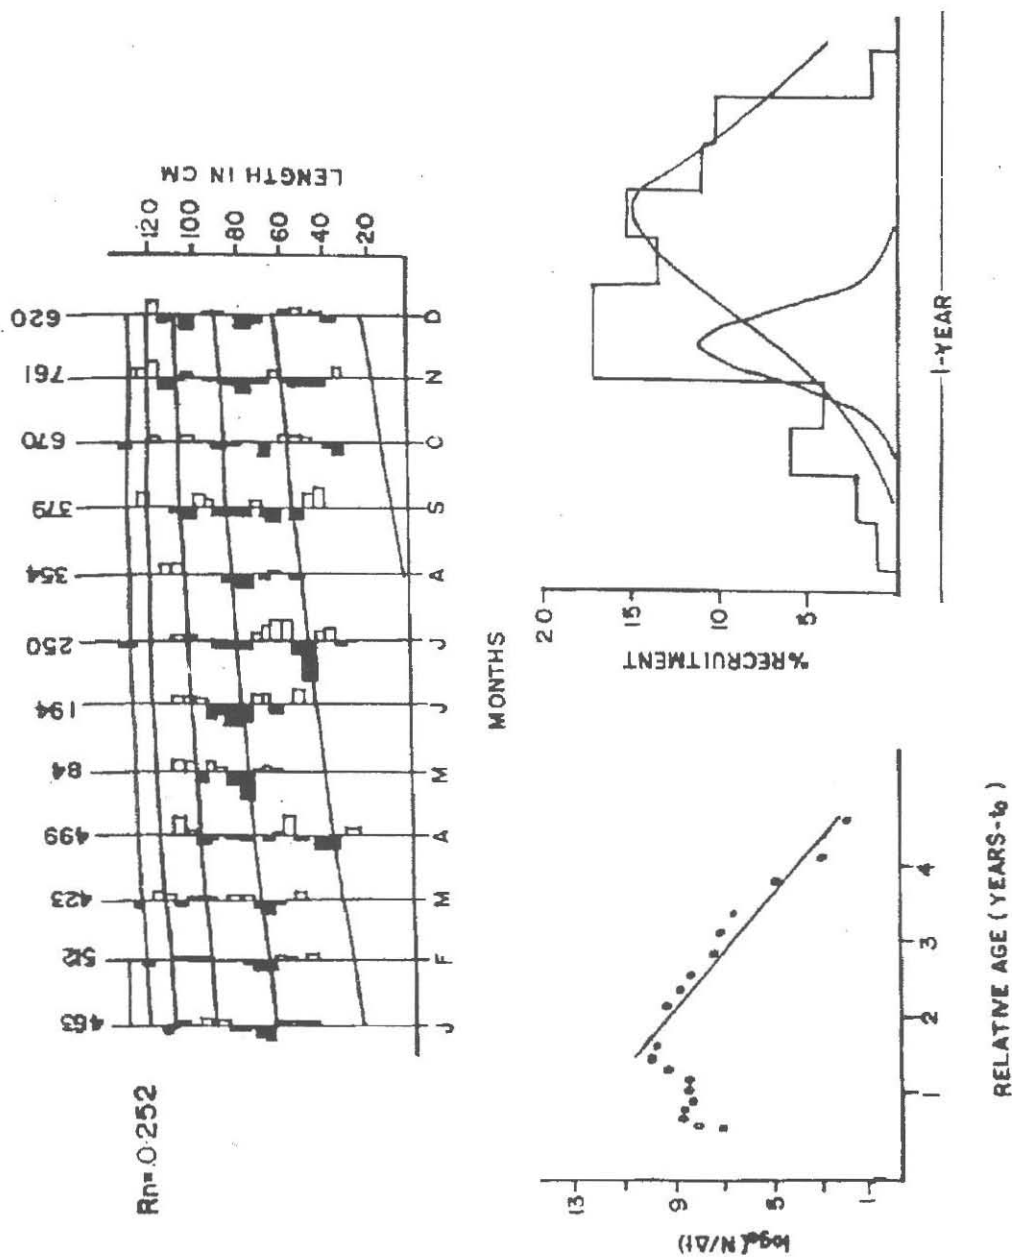 Rn=.0·252
463 512 423 499 84 194 250 354 379 670 761 620
LENGTH IN CM
120
100
80
60
40
20
J F M A M J J A S C N D
MONTHS
loge(N/Δt)
13
9
5
1
1 2 3 4
RELATIVE AGE (YEARS-to)
% RECRUITMENT
20
15
10
5
1-YEAR